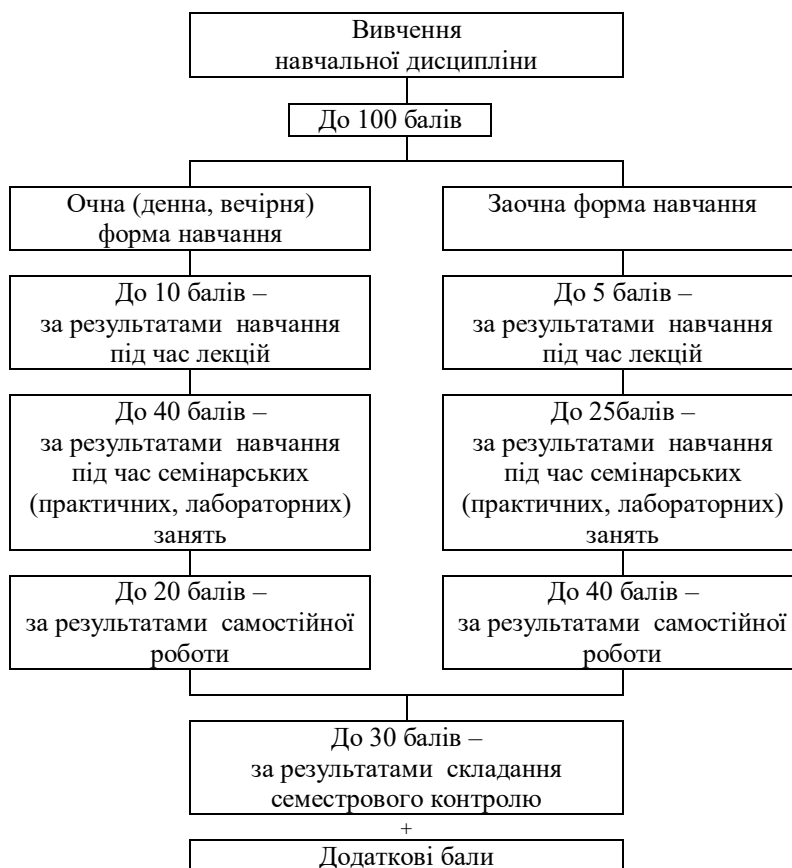 Вивчення
навчальної дисципліни
До 100 балів
Очна (денна, вечірня)
форма навчання
До 10 балів –
за результатами навчання
під час лекцій
До 40 балів –
за результатами навчання
під час семінарських
(практичних, лабораторних)
занять
До 20 балів –
за результатами самостійної
роботи
Заочна форма навчання
До 5 балів –
за результатами навчання
під час лекцій
До 25балів –
за результатами навчання
під час семінарських
(практичних, лабораторних)
занять
До 40 балів –
за результатами самостійної
роботи
До 30 балів –
за результатами складання
семестрового контролю
+
Додаткові бали